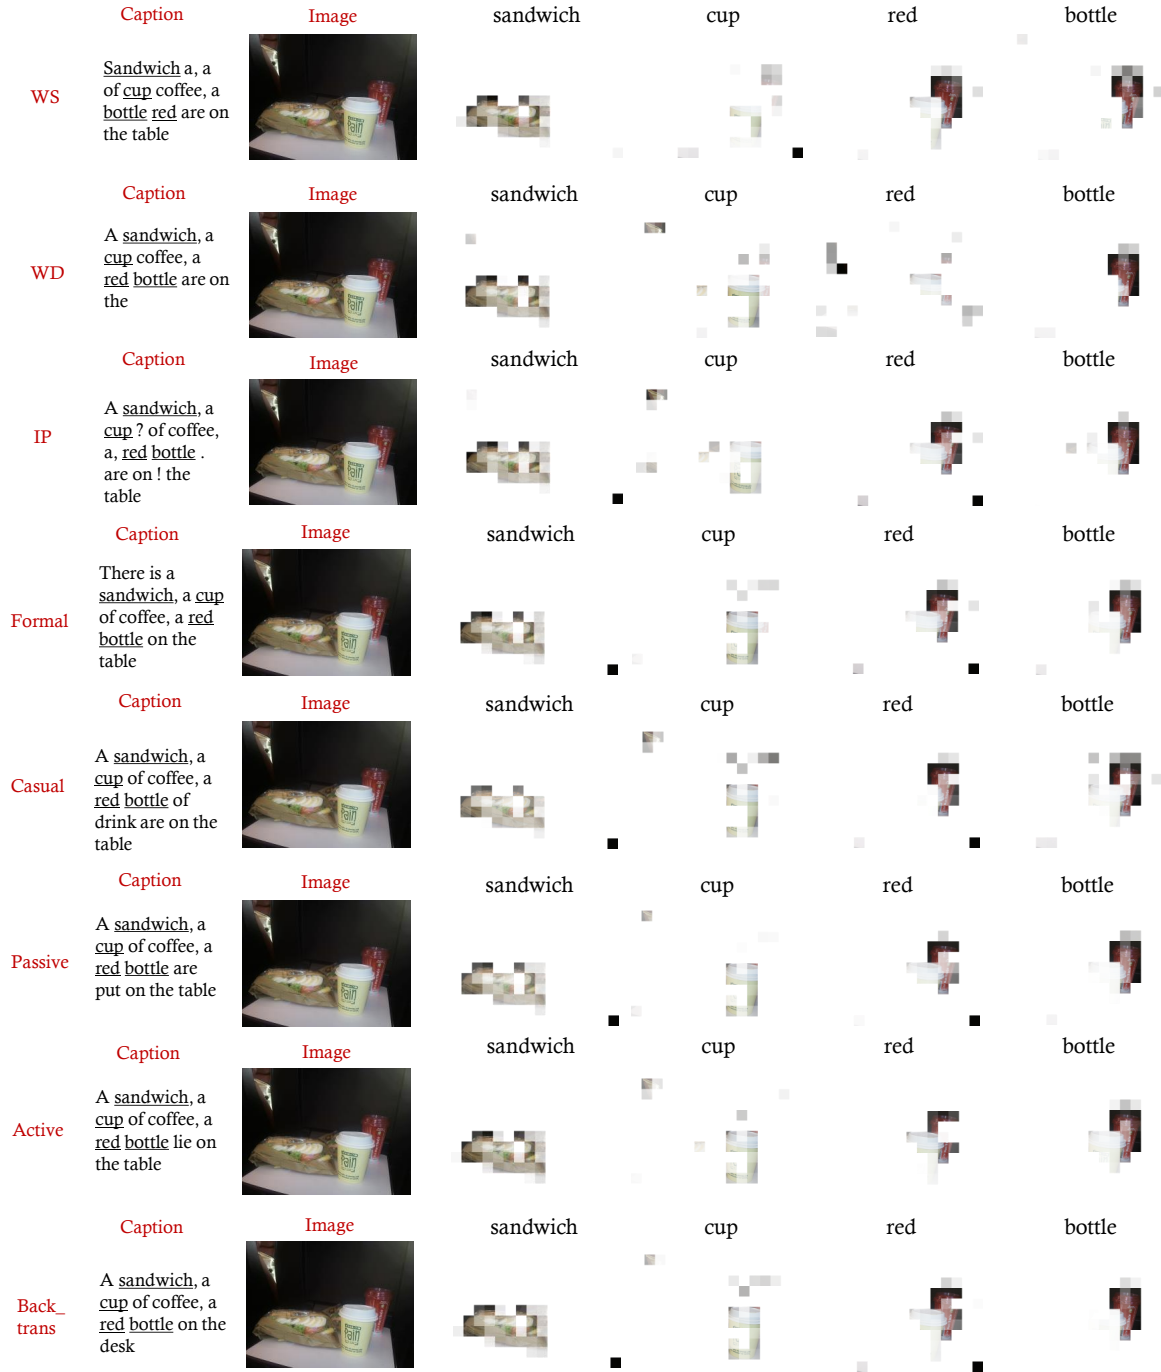 Caption Image sandwich cup red bottle
WS
Sandwich a, a
of cup coffee, a
bottle red are on
the table
Caption Image sandwich cup red bottle
WD
A sandwich, a
cup coffee, a
red bottle are on
the
Caption Image sandwich cup red bottle
IP
A sandwich, a
cup ? of coffee,
a, red bottle .
are on ! the
table
Caption Image sandwich cup red bottle
Formal
There is a
sandwich, a cup
of coffee, a red
bottle on the
table
Caption Image sandwich cup red bottle
Casual
A sandwich, a
cup of coffee, a
red bottle of
drink are on the
table
Caption Image sandwich cup red bottle
Passive
A sandwich, a
cup of coffee, a
red bottle are
put on the table
Caption Image sandwich cup red bottle
Active
A sandwich, a
cup of coffee, a
red bottle lie on
the table
Caption Image sandwich cup red bottle
Back_
trans
A sandwich, a
cup of coffee, a
red bottle on the
desk